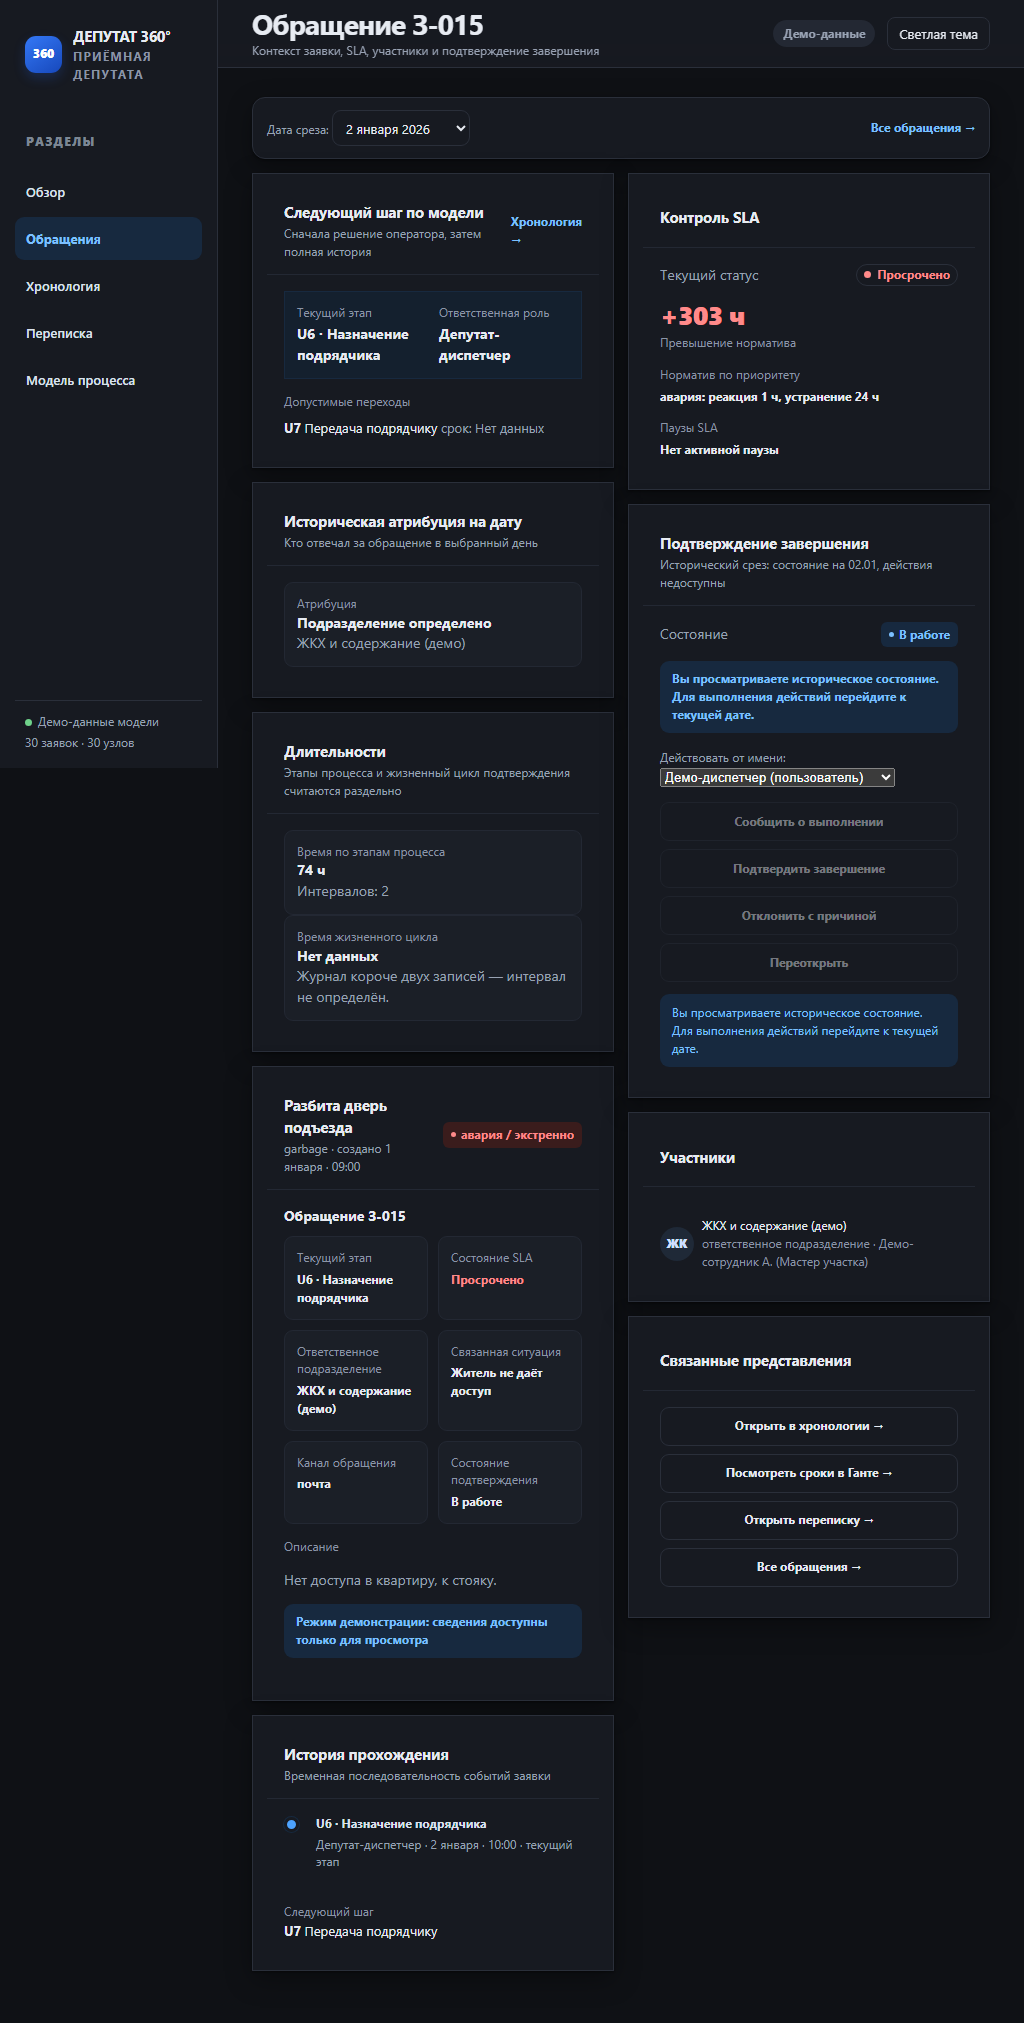 360
ДЕПУТАТ 360°
ПРИЁМНАЯ
ДЕПУТАТА
РАЗДЕЛЫ
Обзор
Обращения
Хронология
Переписка
Модель процесса
Демо-данные модели
30 заявок · 30 узлов
Обращение 3-015
Контекст заявки, SLA, участники и подтверждение завершения
Демо-данные
Светлая тема
Дата среза:
2 января 2026
Все обращения →
Следующий шаг по модели
Сначала решение оператора, затем
полная история
Хронология
→
Текущий этап
U6 · Назначение
подрядчика
Ответственная роль
Депутат-
диспетчер
Допустимые переходы
U7 Передача подрядчику срок: Нет данных
Историческая атрибуция на дату
Кто отвечал за обращение в выбранный день
Атрибуция
Подразделение определено
ЖКХ и содержание (демо)
Длительности
Этапы процесса и жизненный цикл подтверждения
считаются раздельно
Время по этапам процесса
74 ч
Интервалов: 2
Время жизненного цикла
Нет данных
Журнал короче двух записей — интервал
не определён.
Разбита дверь
подъезда
garbage · создано 1
января · 09:00
авария / экстренно
Обращение 3-015
Текущий этап
U6 · Назначение
подрядчика
Состояние SLA
Просрочено
Ответственное
подразделение
ЖКХ и содержание
(демо)
Связанная ситуация
Житель не даёт
доступ
Канал обращения
почта
Состояние
подтверждения
В работе
Описание
Нет доступа в квартиру, к стояку.
Режим демонстрации: сведения доступны
только для просмотра
История прохождения
Временная последовательность событий заявки
U6 · Назначение подрядчика
Депутат-диспетчер · 2 января · 10:00 · текущий
этап
Следующий шаг
U7 Передача подрядчику
Контроль SLA
Текущий статус
Просрочено
+303 ч
Превышение норматива
Норматив по приоритету
авария: реакция 1 ч, устранение 24 ч
Паузы SLA
Нет активной паузы
Подтверждение завершения
Исторический срез: состояние на 02.01, действия
недоступны
Состояние
В работе
Вы просматриваете историческое состояние.
Для выполнения действий перейдите к
текущей дате.
Действовать от имени:
Демо-диспетчер (пользователь)
Сообщить о выполнении
Подтвердить завершение
Отклонить с причиной
Переоткрыть
Вы просматриваете историческое состояние.
Для выполнения действий перейдите к текущей
дате.
Участники
ЖК
ЖКХ и содержание (демо)
ответственное подразделение · Демо-
сотрудник А. (Мастер участка)
Связанные представления
Открыть в хронологии →
Посмотреть сроки в Ганте →
Открыть переписку →
Все обращения →